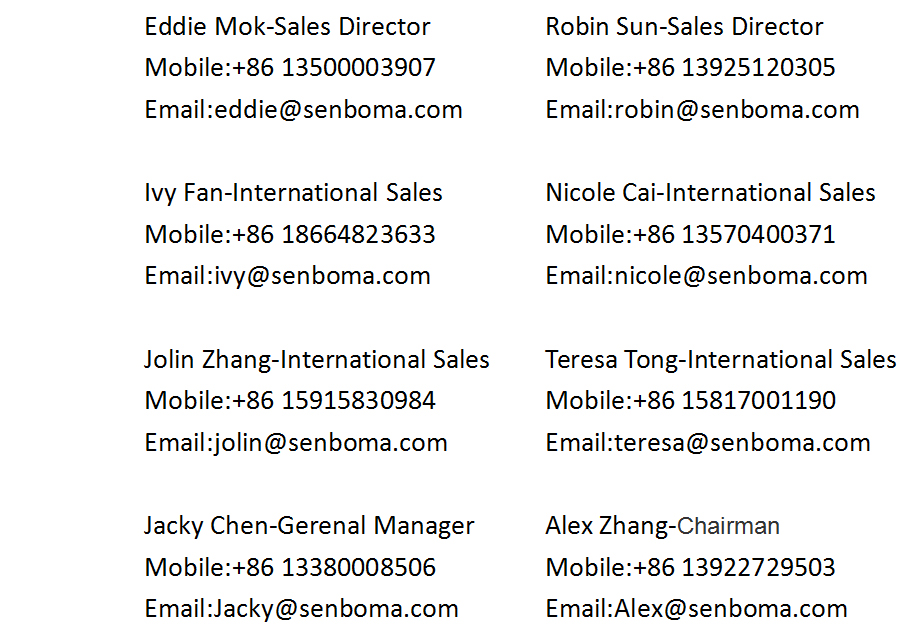 Eddie Mok-Sales Director
Mobile:+86 13500003907
Email:eddie@senboma.com
Robin Sun-Sales Director
Mobile:+86 13925120305
Email:robin@senboma.com
Ivy Fan-International Sales
Mobile:+86 18664823633
Email:ivy@senboma.com
Nicole Cai-International Sales
Mobile:+86 13570400371
Email:nicole@senboma.com
Jolin Zhang-International Sales
Mobile:+86 15915830984
Email:jolin@senboma.com
Teresa Tong-International Sales
Mobile:+86 15817001190
Email:teresa@senboma.com
Jacky Chen-Gerenal Manager
Mobile:+86 13380008506
Email:Jacky@senboma.com
Alex Zhang-Chairman
Mobile:+86 13922729503
Email:Alex@senboma.com